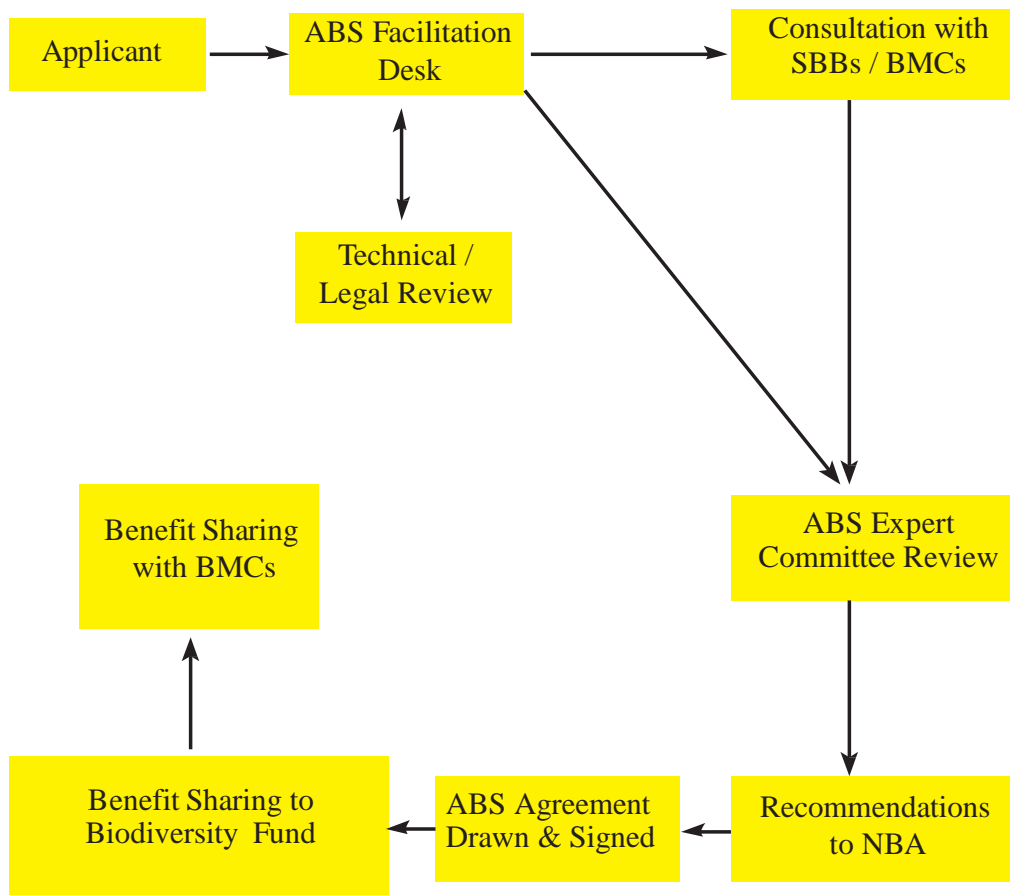 Applicant
ABS Facilitation
Desk
Consultation with
SBBs / BMCs
Technical /
Legal Review
ABS Expert
Committee Review
Benefit Sharing
with BMCs
Benefit Sharing to
Biodiversity Fund
ABS Agreement
Drawn & Signed
Recommendations
to NBA